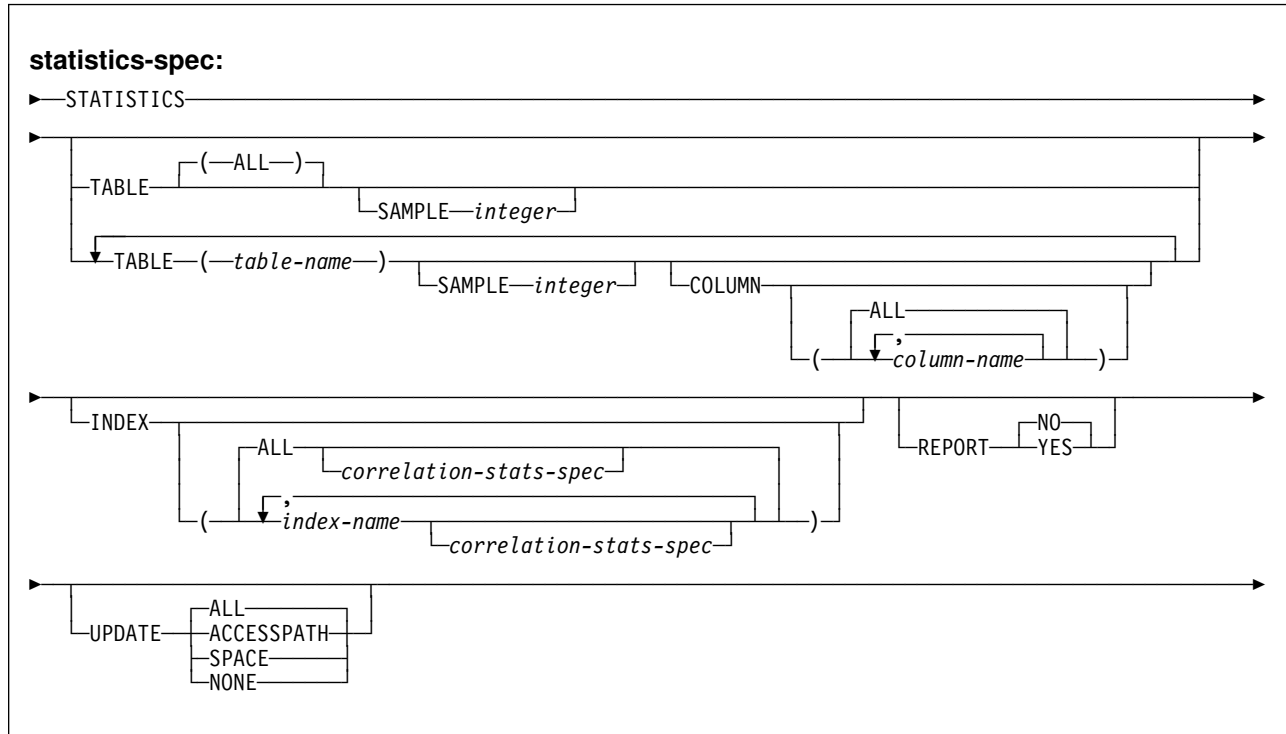 statistics-spec:
STATISTICS
( ALL )
TABLE
SAMPLE integer
TABLE ( table-name )
SAMPLE integer
COLUMN
ALL
,
( column-name )
INDEX
ALL
correlation-stats-spec
,
( index-name )
correlation-stats-spec
NO
REPORT YES
ALL
UPDATE ACCESSPATH
SPACE
NONE